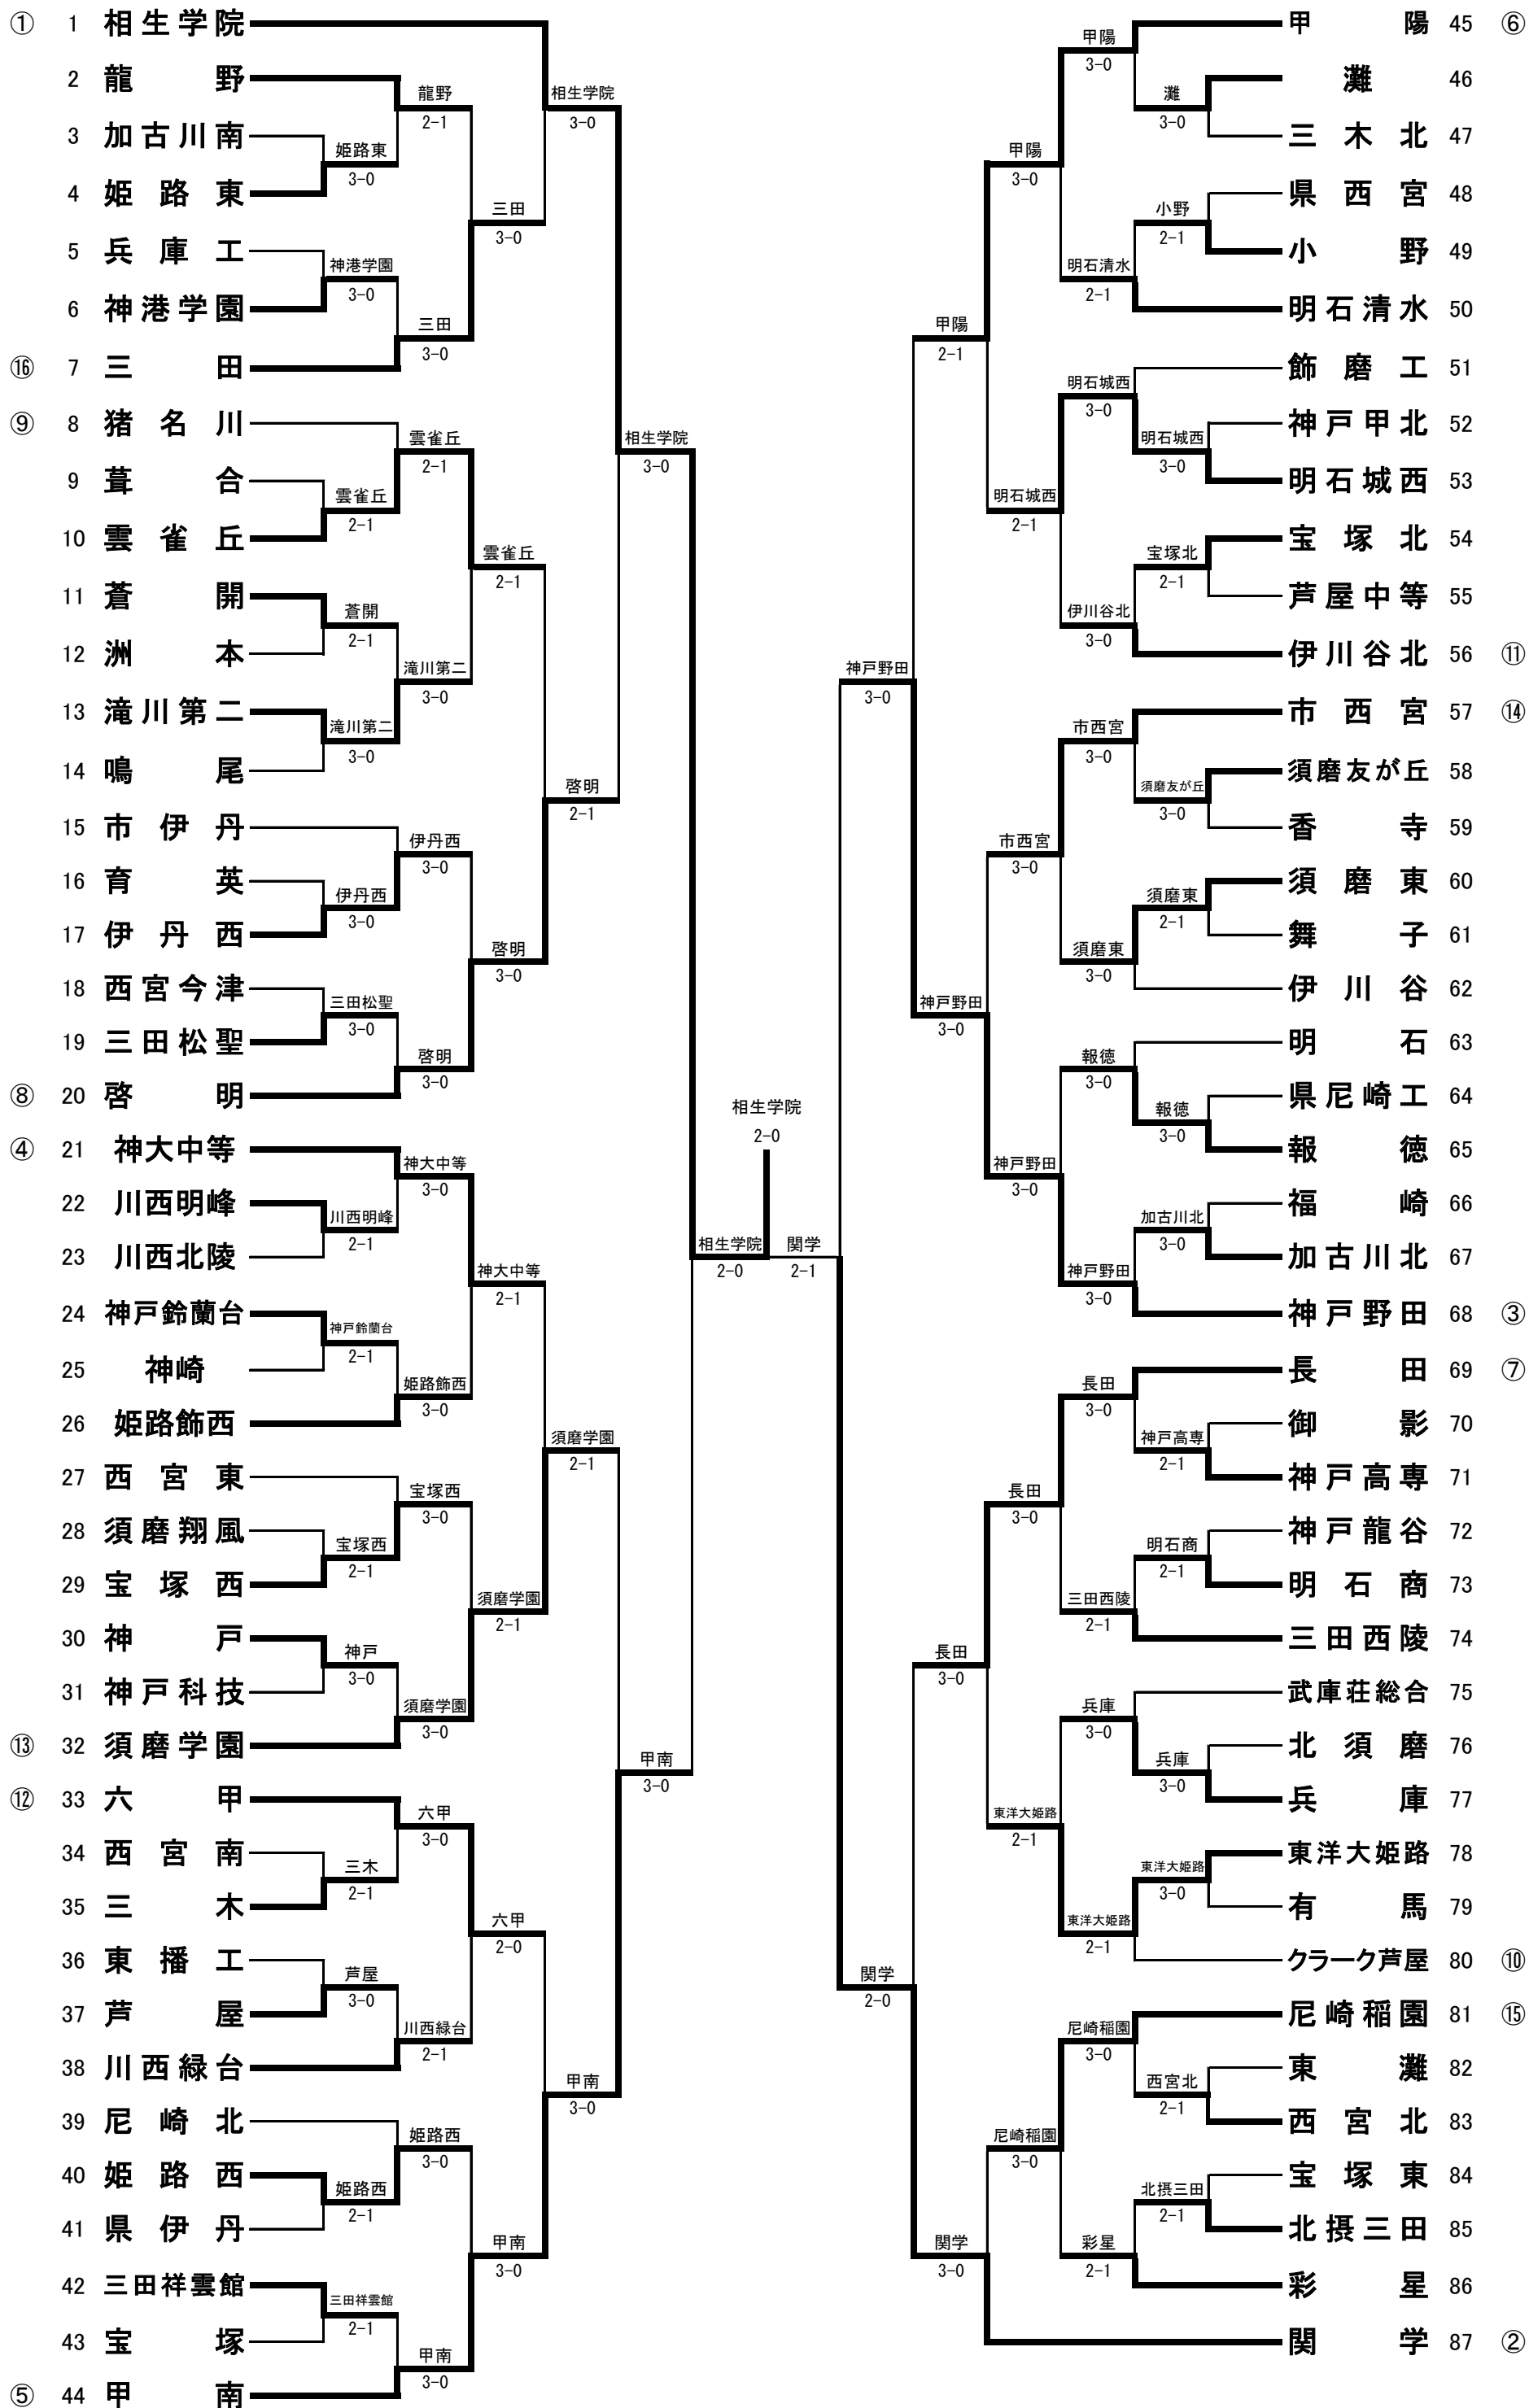 ① 1 相生学院
2 龍野
3 加古川南
4 姫路東
5 兵庫工
6 神港学園
⑯ 7 三田
⑨ 8 猪名川
9 葺合
10 雲雀丘
11 蒼開
12 洲本
13 滝川第二
14 鳴尾
15 市伊丹
16 育英
17 伊丹西
18 西宮今津
19 三田松聖
⑧ 20 啓明
④ 21 神大中等
22 川西明峰
23 川西北陵
24 神戸鈴蘭台
25 神崎
26 姫路飾西
27 西宮東
28 須磨翔風
29 宝塚西
30 神戸
31 神戸科技
⑬ 32 須磨学園
⑫ 33 六甲
34 西宮南
35 三木
36 東播工
37 芦屋
38 川西緑台
39 尼崎北
40 姫路西
41 県伊丹
42 三田祥雲館
43 宝塚
⑤ 44 甲南
姫路東
3-0
神港学園
3-0
雲雀丘
2-1
蒼開
2-1
滝川第二
3-0
伊丹西
3-0
三田松聖
3-0
川西明峰
2-1
神戸鈴蘭台
2-1
宝塚西
2-1
神戸
3-0
三木
2-1
芦屋
3-0
姫路西
2-1
三田祥雲館
2-1
龍野
2-1
三田
3-0
雲雀丘
2-1
滝川第二
3-0
伊丹西
3-0
啓明
3-0
神大中等
3-0
姫路飾西
3-0
宝塚西
3-0
須磨学園
3-0
六甲
3-0
川西緑台
2-1
姫路西
3-0
甲南
3-0
三田
3-0
雲雀丘
2-1
啓明
3-0
神大中等
2-1
須磨学園
2-1
六甲
2-0
甲南
3-0
相生学院
3-0
啓明
2-1
須磨学園
2-1
甲南
3-0
相生学院
3-0
甲南
3-0
相生学院
2-0
相生学院
2-0
関学
2-1
神戸野田
3-0
関学
2-0
甲陽
2-1
神戸野田
3-0
長田
3-0
関学
3-0
甲陽
3-0
明石城西
2-1
市西宮
3-0
神戸野田
3-0
長田
3-0
東洋大姫路
2-1
尼崎稲園
3-0
甲陽
3-0
明石清水
2-1
明石城西
3-0
伊川谷北
3-0
市西宮
3-0
須磨東
3-0
報徳
3-0
神戸野田
3-0
長田
3-0
三田西陵
2-1
兵庫
3-0
東洋大姫路
2-1
尼崎稲園
3-0
彩星
2-1
灘
3-0
小野
2-1
明石城西
3-0
宝塚北
2-1
須磨友が丘
3-0
須磨東
2-1
報徳
3-0
加古川北
3-0
神戸高専
2-1
明石商
2-1
兵庫
3-0
東洋大姫路
3-0
西宮北
2-1
北摂三田
2-1
甲陽 45 ⑥
灘 46
三木北 47
県西宮 48
小野 49
明石清水 50
飾磨工 51
神戸甲北 52
明石城西 53
宝塚北 54
芦屋中等 55
伊川谷北 56 ⑪
市西宮 57 ⑭
須磨友が丘 58
香寺 59
須磨東 60
舞子 61
伊川谷 62
明石 63
県尼崎工 64
報徳 65
福崎 66
加古川北 67
神戸野田 68 ③
長田 69 ⑦
御影 70
神戸高専 71
神戸龍谷 72
明石商 73
三田西陵 74
武庫荘総合 75
北須磨 76
兵庫 77
東洋大姫路 78
有馬 79
クラーク芦屋 80 ⑩
尼崎稲園 81 ⑮
東灘 82
西宮北 83
宝塚東 84
北摂三田 85
彩星 86
関学 87 ②